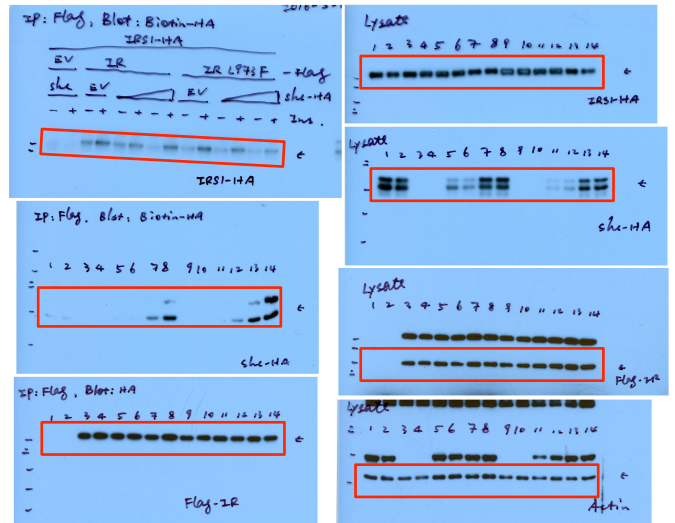 IP: Flag, Blot: Biotin-HA
IRS1-HA
EV IR IR L973F -Flag
she EV EV she-HA
- + - + - + - + - + - + - + Ins.
IRS1-HA
IP: Flag, Blot: Biotin-HA
1 2 3 4 5 6 7 8 9 10 11 12 13 14
she-HA
IP: Flag, Blot: HA
1 2 3 4 5 6 7 8 9 10 11 12 13 14
Flag-IR
Lysate
1 2 3 4 5 6 7 8 9 10 11 12 13 14
IRS1-HA
Lysate
1 2 3 4 5 6 7 8 9 10 11 12 13 14
she-HA
Lysate
1 2 3 4 5 6 7 8 9 10 11 12 13 14
Flag-IR
Lysate
1 2 3 4 5 6 7 8 9 10 11 12 13 14
Actin